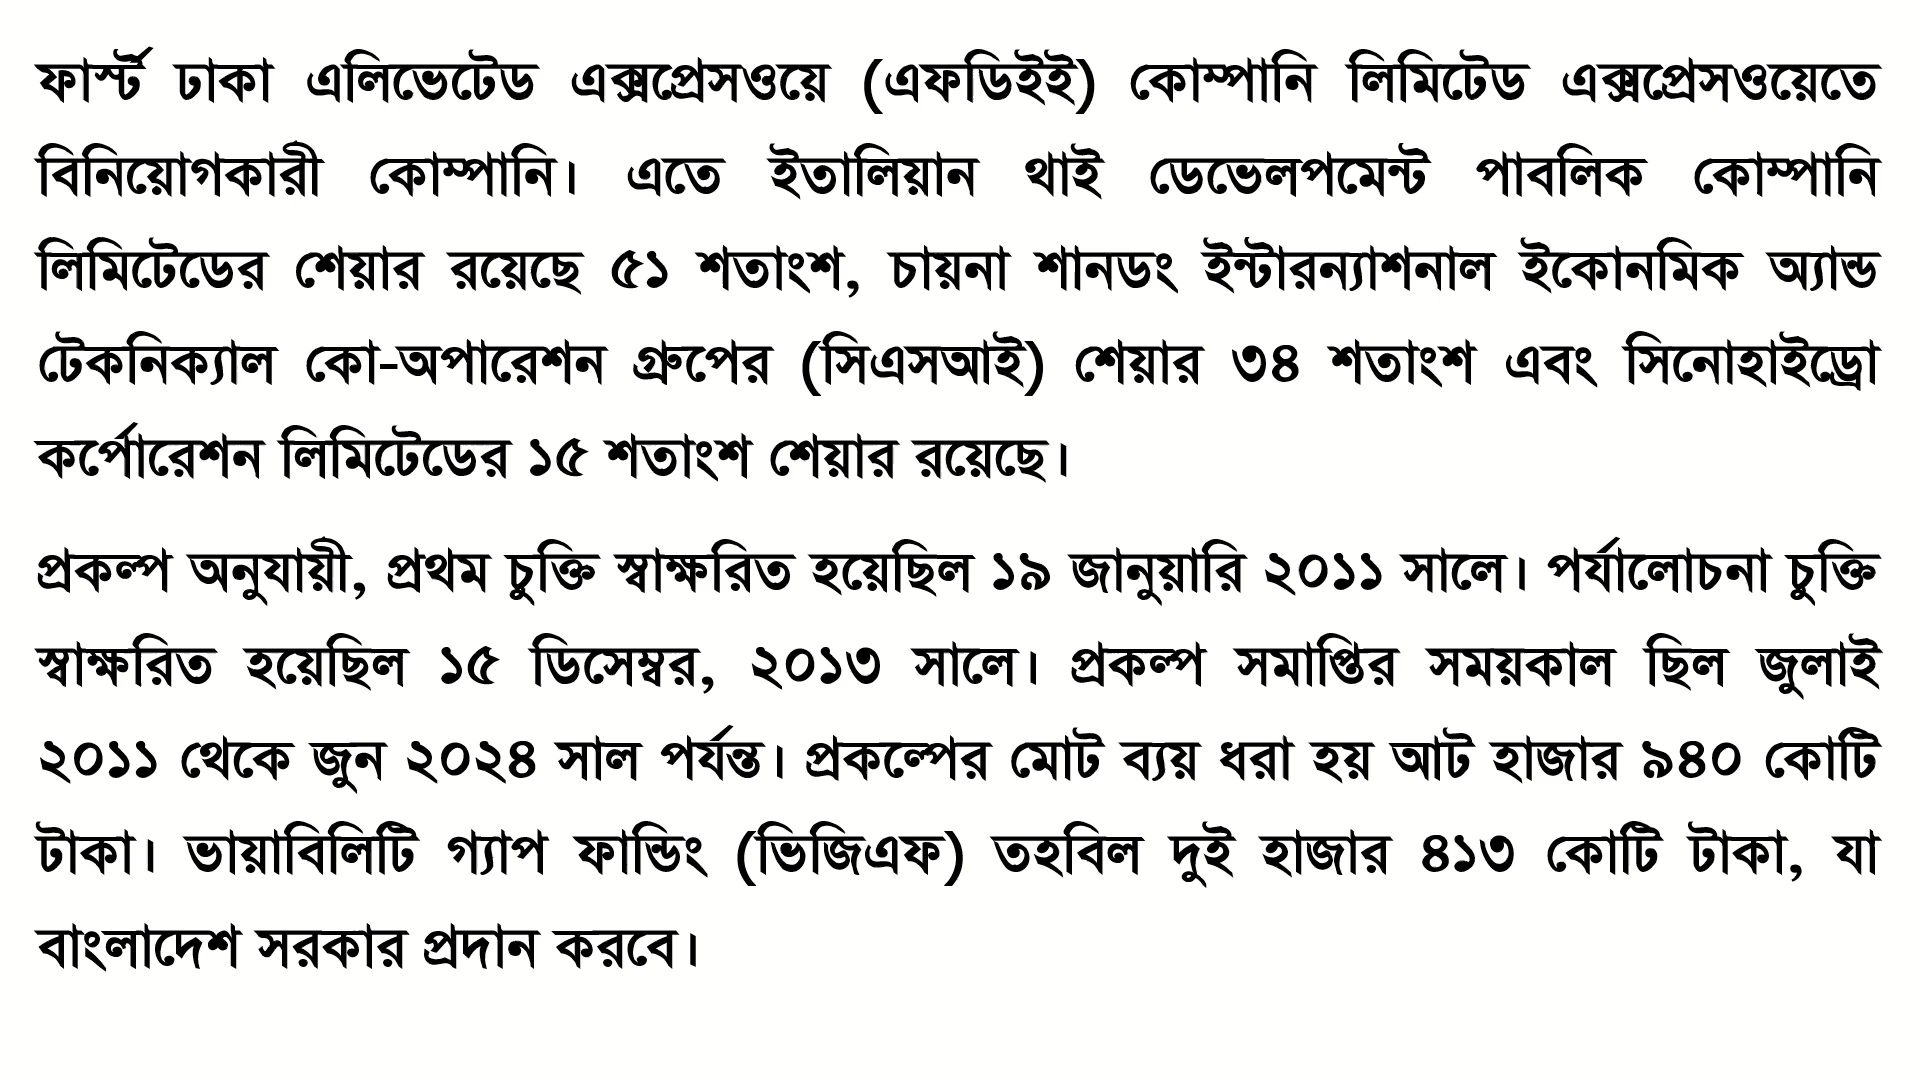 ফার্স্ট ঢাকা এলিভেটেড এক্সপ্রেসওয়ে (এফডিইই) কোম্পানি লিমিটেড এক্সপ্রেসওয়েতে
বিনিয়োগকারী কোম্পানি। এতে ইতালিয়ান থাই ডেভেলপমেন্ট পাবলিক কোম্পানি
লিমিটেডের শেয়ার রয়েছে ৫১ শতাংশ, চায়না শানডং ইন্টারন্যাশনাল ইকোনমিক অ্যান্ড
টেকনিক্যাল কো-অপারেশন গ্রুপের (সিএসআই) শেয়ার ৩৪ শতাংশ এবং সিনোহাইড্রো
কর্পোরেশন লিমিটেডের ১৫ শতাংশ শেয়ার রয়েছে।
প্রকল্প অনুযায়ী, প্রথম চুক্তি স্বাক্ষরিত হয়েছিল ১৯ জানুয়ারি ২০১১ সালে। পর্যালোচনা চুক্তি
স্বাক্ষরিত হয়েছিল ১৫ ডিসেম্বর, ২০১৩ সালে। প্রকল্প সমাপ্তির সময়কাল ছিল জুলাই
২০১১ থেকে জুন ২০২৪ সাল পর্যন্ত। প্রকল্পের মোট ব্যয় ধরা হয় আট হাজার ৯৪০ কোটি
টাকা। ভায়াবিলিটি গ্যাপ ফান্ডিং (ভিজিএফ) তহবিল দুই হাজার ৪১৩ কোটি টাকা, যা
বাংলাদেশ সরকার প্রদান করবে।